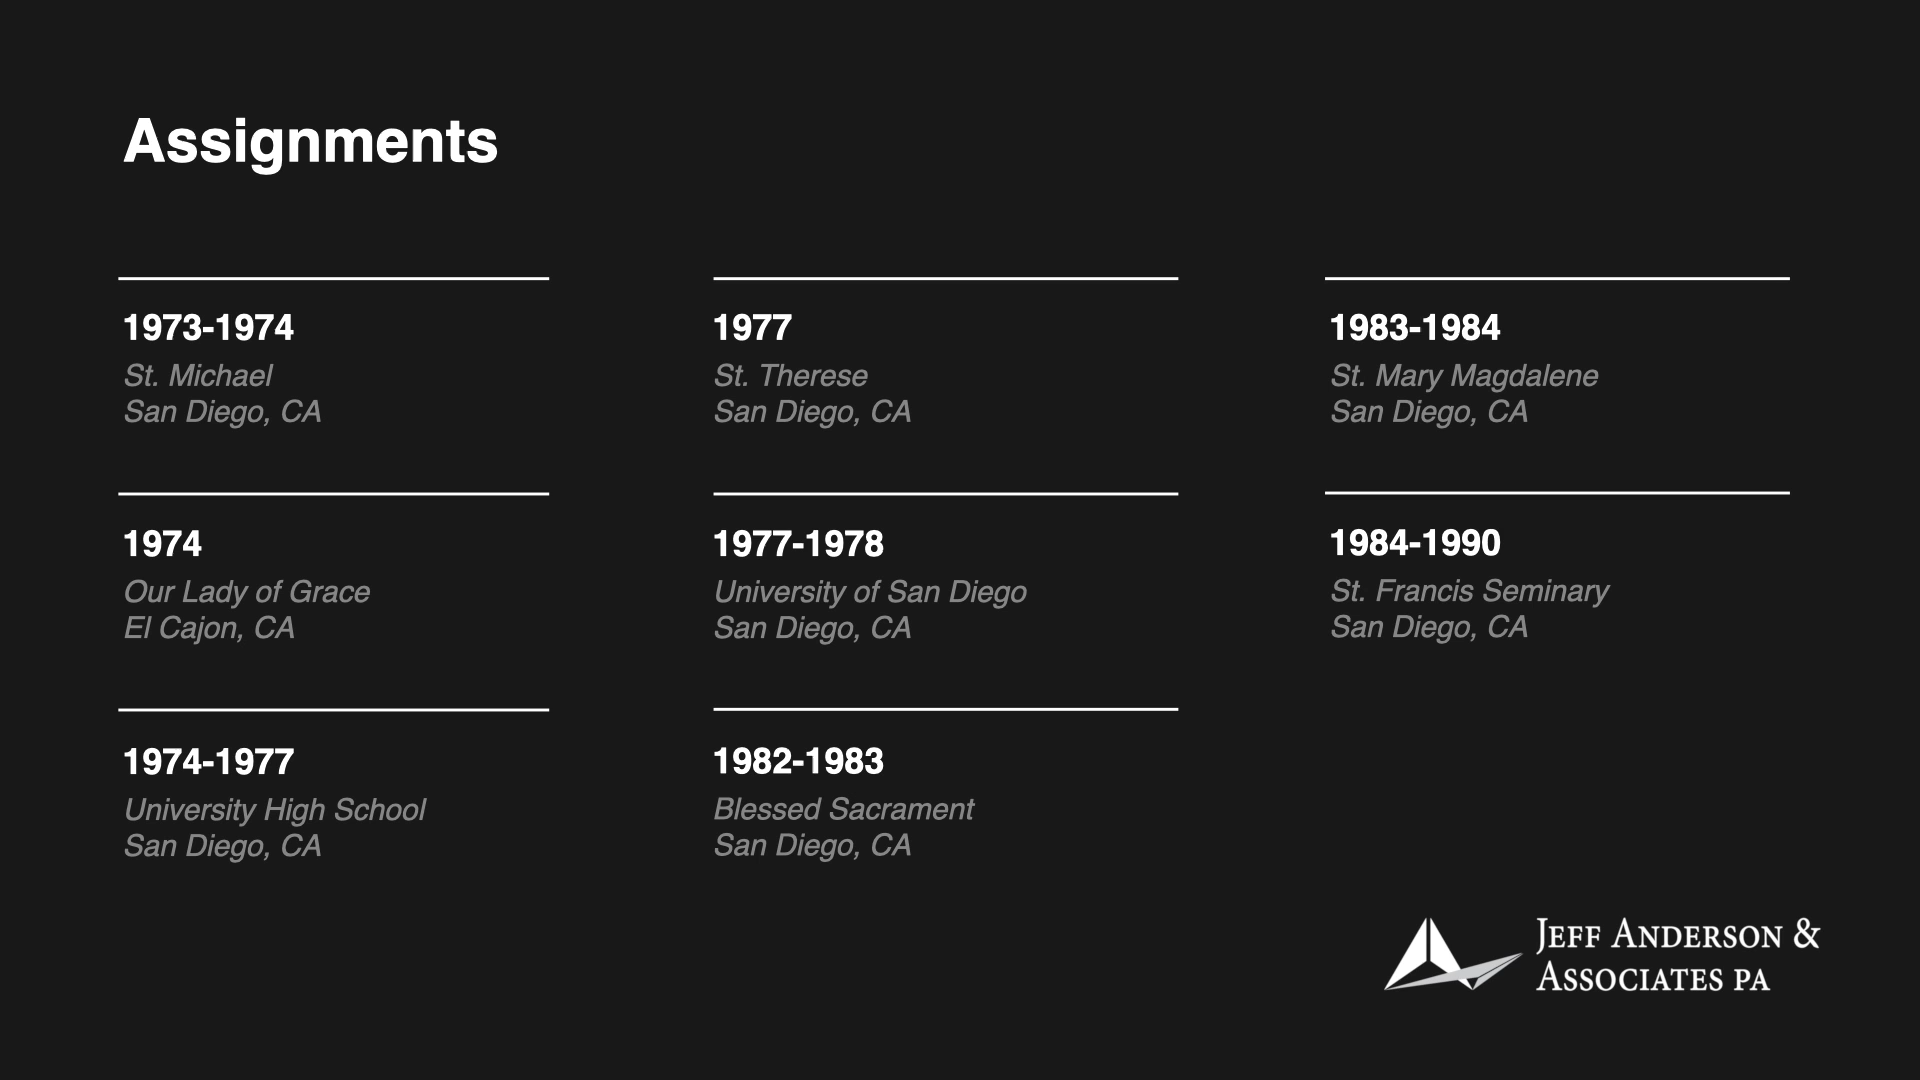 Assignments
1973-1974
St. Michael
San Diego, CA
1974
Our Lady of Grace
El Cajon, CA
1974-1977
University High School
San Diego, CA
1977
St. Therese
San Diego, CA
1977-1978
University of San Diego
San Diego, CA
1982-1983
Blessed Sacrament
San Diego, CA
1983-1984
St. Mary Magdalene
San Diego, CA
1984-1990
St. Francis Seminary
San Diego, CA
JEFF ANDERSON &
ASSOCIATES PA